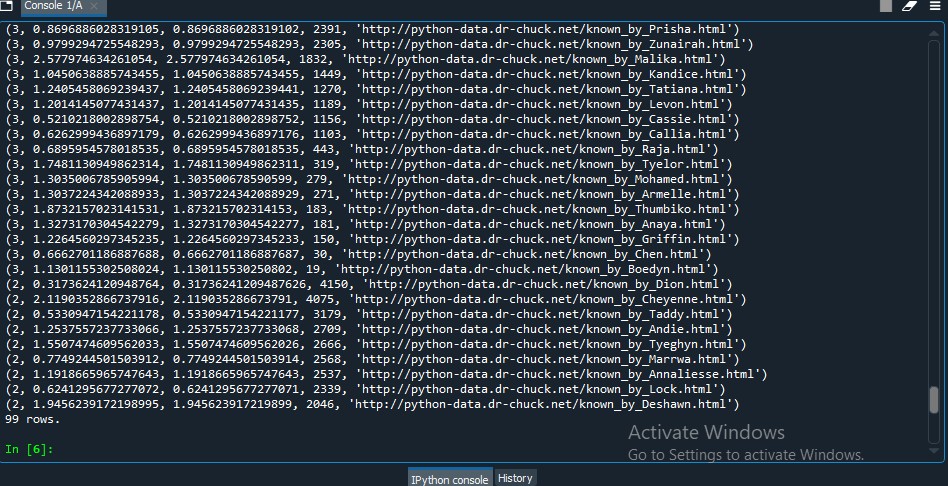 Console 1/A
(3, 0.8696886028319105, 0.8696886028319102, 2391, 'http://python-data.dr-chuck.net/known_by_Prisha.html')
(3, 0.9799294725548293, 0.9799294725548293, 2305, 'http://python-data.dr-chuck.net/known_by_Zunairah.html')
(3, 2.577974634261054, 2.577974634261054, 1832, 'http://python-data.dr-chuck.net/known_by_Malika.html')
(3, 1.0450638885743455, 1.0450638885743455, 1449, 'http://python-data.dr-chuck.net/known_by_Kandice.html')
(3, 1.2405458069239437, 1.2405458069239441, 1270, 'http://python-data.dr-chuck.net/known_by_Tatiana.html')
(3, 1.2014145077431437, 1.2014145077431435, 1189, 'http://python-data.dr-chuck.net/known_by_Levon.html')
(3, 0.5210218002898754, 0.5210218002898752, 1156, 'http://python-data.dr-chuck.net/known_by_Cassie.html')
(3, 0.6262999436897179, 0.6262999436897176, 1103, 'http://python-data.dr-chuck.net/known_by_Callia.html')
(3, 0.6895954578018535, 0.6895954578018535, 443, 'http://python-data.dr-chuck.net/known_by_Raja.html')
(3, 1.7481130949862314, 1.7481130949862311, 319, 'http://python-data.dr-chuck.net/known_by_Tyelor.html')
(3, 1.3035006785905994, 1.303500678590599, 279, 'http://python-data.dr-chuck.net/known_by_Mohamed.html')
(3, 1.3037224342088933, 1.3037224342088929, 271, 'http://python-data.dr-chuck.net/known_by_Armelle.html')
(3, 1.8732157023141531, 1.873215702314153, 183, 'http://python-data.dr-chuck.net/known_by_Thumbiko.html')
(3, 1.3273170304542279, 1.3273170304542277, 181, 'http://python-data.dr-chuck.net/known_by_Anaya.html')
(3, 1.2264560297345235, 1.2264560297345233, 150, 'http://python-data.dr-chuck.net/known_by_Griffin.html')
(3, 0.6662701186887688, 0.6662701186887687, 30, 'http://python-data.dr-chuck.net/known_by_Chen.html')
(3, 1.1301155302508024, 1.130115530250802, 19, 'http://python-data.dr-chuck.net/known_by_Boedyn.html')
(2, 0.3173624120948764, 0.31736241209487626, 4150, 'http://python-data.dr-chuck.net/known_by_Dion.html')
(2, 2.1190352866737916, 2.119035286673791, 4075, 'http://python-data.dr-chuck.net/known_by_Cheyenne.html')
(2, 0.5330947154221178, 0.5330947154221177, 3179, 'http://python-data.dr-chuck.net/known_by_Taddy.html')
(2, 1.2537557237733066, 1.2537557237733068, 2709, 'http://python-data.dr-chuck.net/known_by_Andie.html')
(2, 1.5507474609562033, 1.5507474609562026, 2666, 'http://python-data.dr-chuck.net/known_by_Tyeghyn.html')
(2, 0.7749244501503912, 0.7749244501503914, 2568, 'http://python-data.dr-chuck.net/known_by_Marrwa.html')
(2, 1.1918665965747643, 1.1918665965747643, 2537, 'http://python-data.dr-chuck.net/known_by_Annaliesse.html')
(2, 0.6241295677277072, 0.6241295677277071, 2339, 'http://python-data.dr-chuck.net/known_by_Lock.html')
(2, 1.9456239172198995, 1.945623917219899, 2046, 'http://python-data.dr-chuck.net/known_by_Deshawn.html')
99 rows.
In [6]:
Activate Windows
Go to Settings to activate Windows.
IPython console History